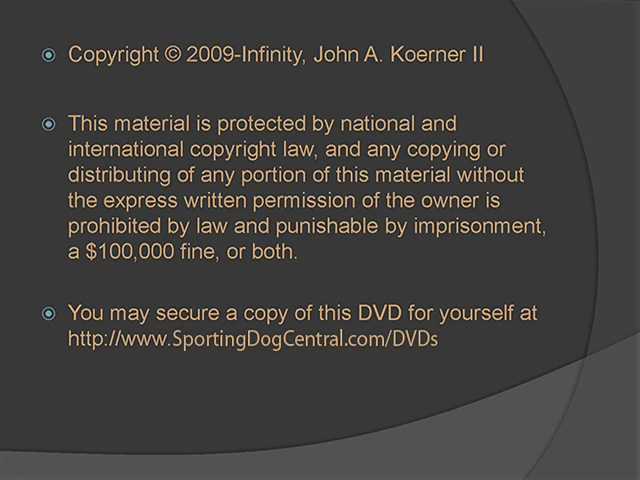 Copyright © 2009-Infinity, John A. Koerner II
This material is protected by national and
international copyright law, and any copying or
distributing of any portion of this material without
the express written permission of the owner is
prohibited by law and punishable by imprisonment,
a $100,000 fine, or both.
You may secure a copy of this DVD for yourself at
http://www.SportingDogCentral.com/DVDs